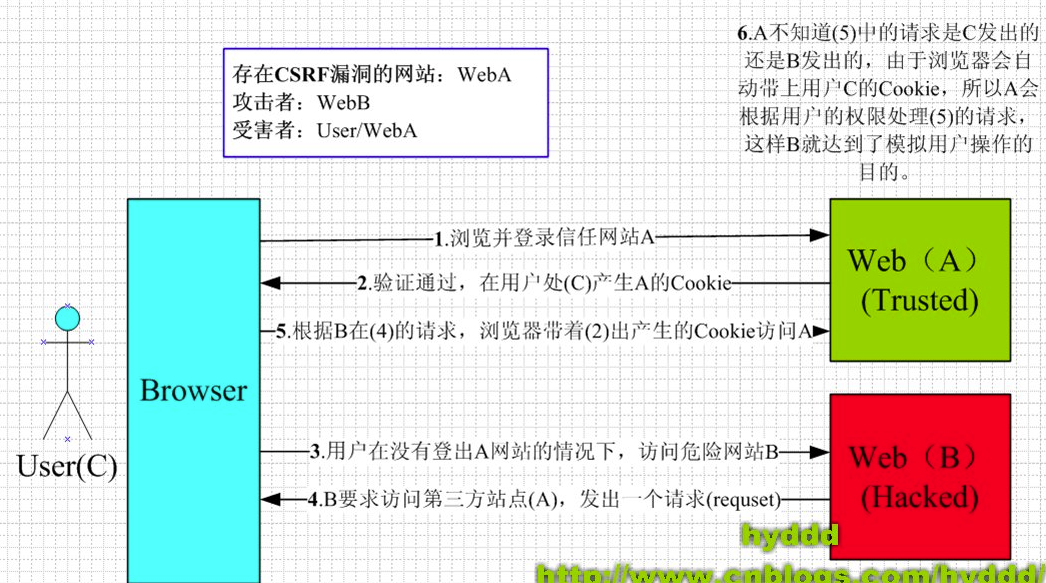 存在CSRF漏洞的网站：WebA
攻击者：WebB
受害者：User/WebA
6.A不知道(5)中的请求是C发出的
还是B发出的，由于浏览器会自
动带上用户C的Cookie，所以A会
根据用户的权限处理(5)的请求，
这样B就达到了模拟用户操作的
目的。
1.浏览并登录信任网站A
2.验证通过，在用户处(C)产生A的Cookie
5.根据B在(4)的请求，浏览器带着(2)出产生的Cookie访问A
Web（A）
(Trusted)
Browser
User(C)
3.用户在没有登出A网站的情况下，访问危险网站B
4.B要求访问第三方站点(A)，发出一个请求(requset)
Web（B）
(Hacked)
hyddd
http://www.cnblogs.com/hyddd/